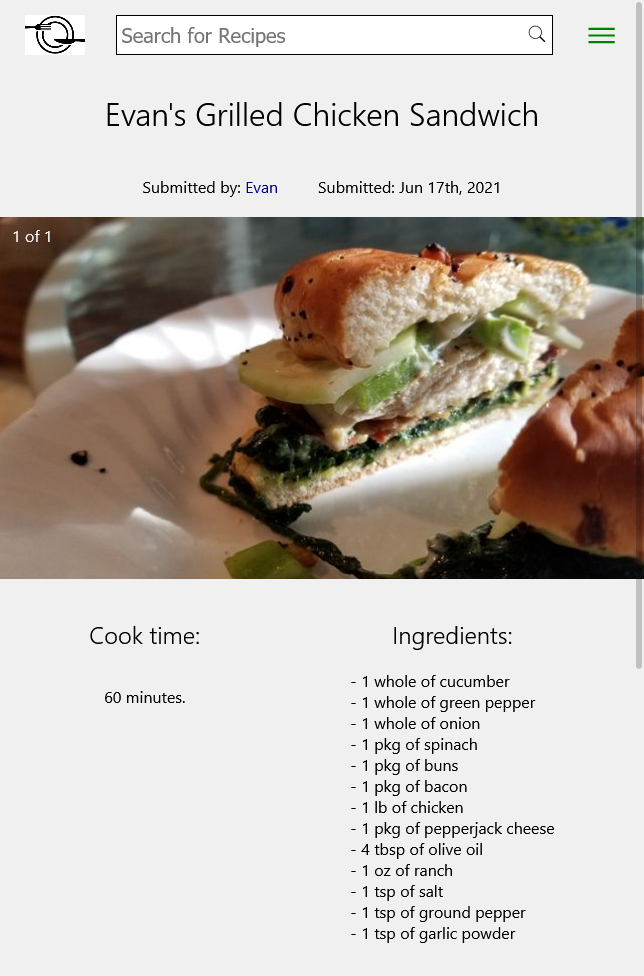 Search for Recipes
Evan's Grilled Chicken Sandwich
Submitted by: Evan Submitted: Jun 17th, 2021
1 of 1
Cook time:
60 minutes.
Ingredients:
- 1 whole of cucumber
- 1 whole of green pepper
- 1 whole of onion
- 1 pkg of spinach
- 1 pkg of buns
- 1 pkg of bacon
- 1 lb of chicken
- 1 pkg of pepperjack cheese
- 4 tbsp of olive oil
- 1 oz of ranch
- 1 tsp of salt
- 1 tsp of ground pepper
- 1 tsp of garlic powder